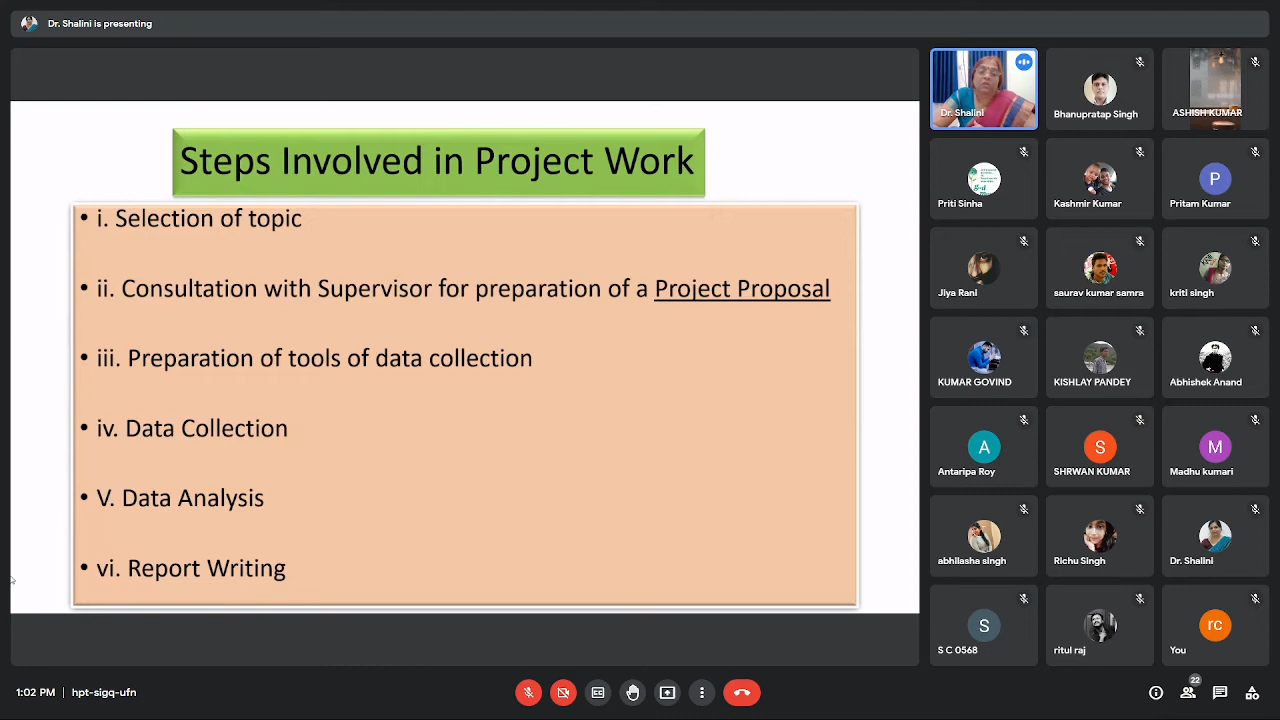 Dr. Shalini is presenting
Steps Involved in Project Work
• i. Selection of topic
• ii. Consultation with Supervisor for preparation of a Project Proposal
• iii. Preparation of tools of data collection
• iv. Data Collection
• V. Data Analysis
• vi. Report Writing
Dr. Shalini
Bhanupratap Singh
ASHISH KUMAR
Priti Sinha
Kashmir Kumar
P
Pritam Kumar
Jiya Rani
saurav kumar samra
kriti singh
KUMAR GOVIND
KISHLAY PANDEY
Abhishek Anand
A
Antaripa Roy
S
SHRWAN KUMAR
M
Madhu kumari
abhilasha singh
Richu Singh
Dr. Shalini
S
S C 0568
ritul raj
rc
You
1:02 PM | hpt-sigq-ufn
22